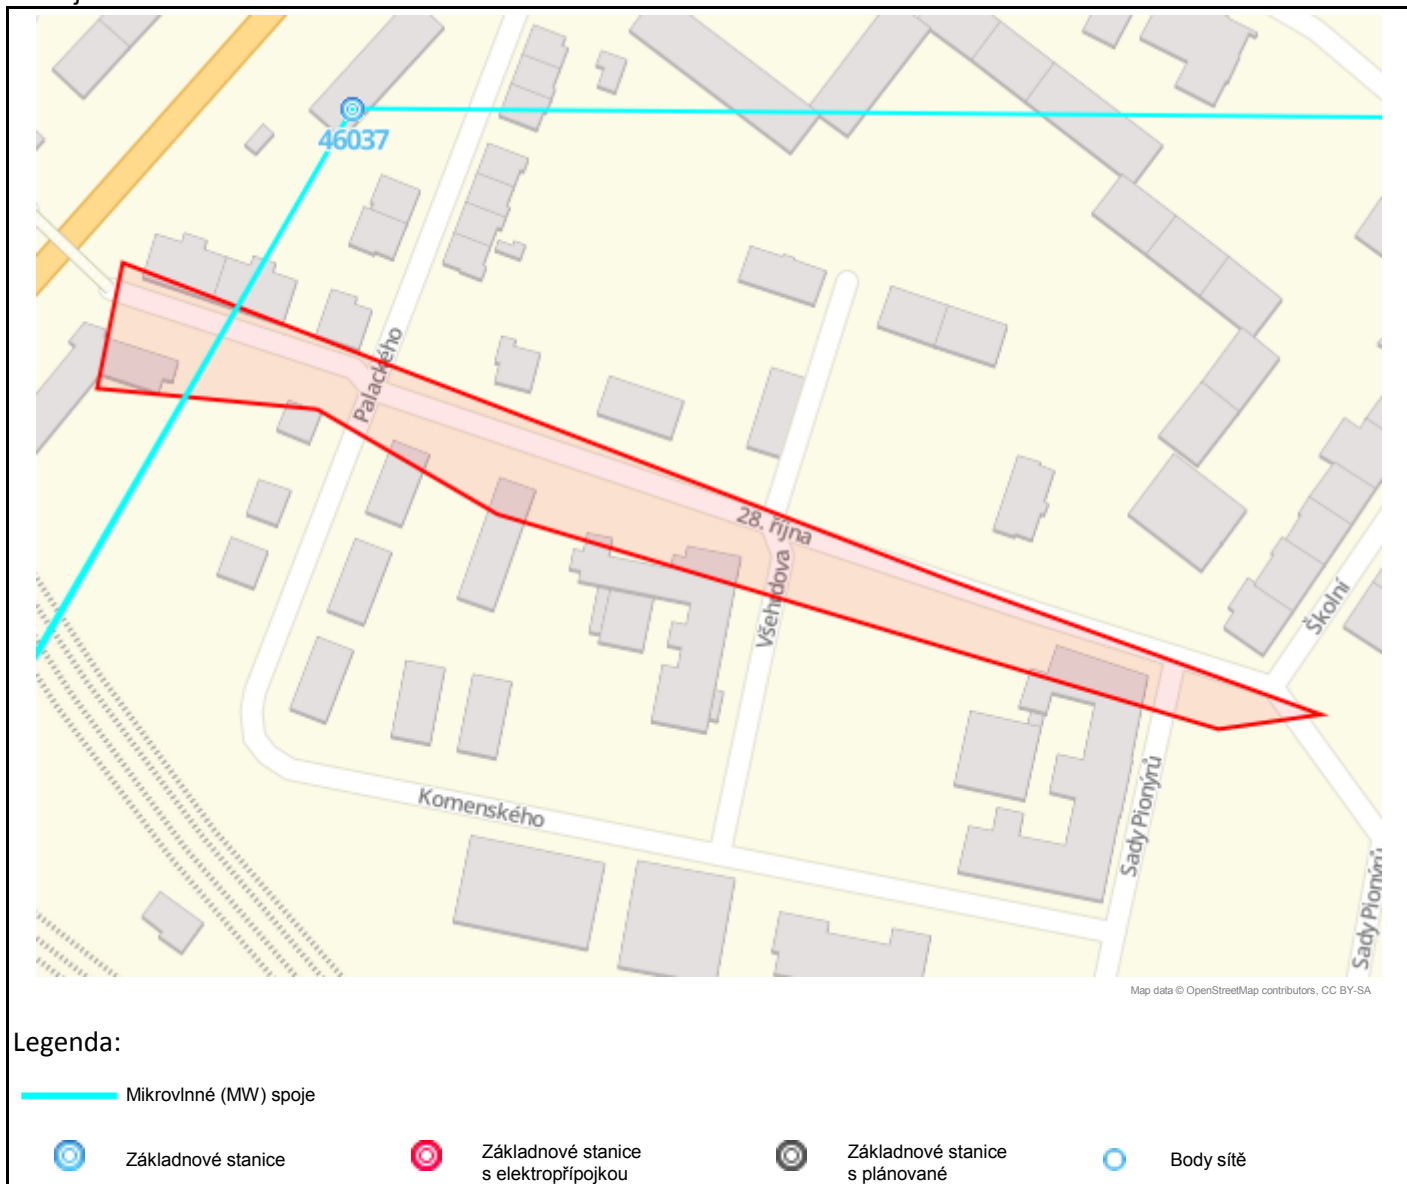 46037
Palackého
28. října
Všehrdova
Školní
Komenského
Sady Pionýrů
Sady Pionýrů
Map data © OpenStreetMap contributors, CC BY-SA
Legenda:
Mikrovlnné (MW) spoje
Základnové stanice
Základnové stanice
s elektropřípojkou
Základnové stanice
s plánované
Body sítě